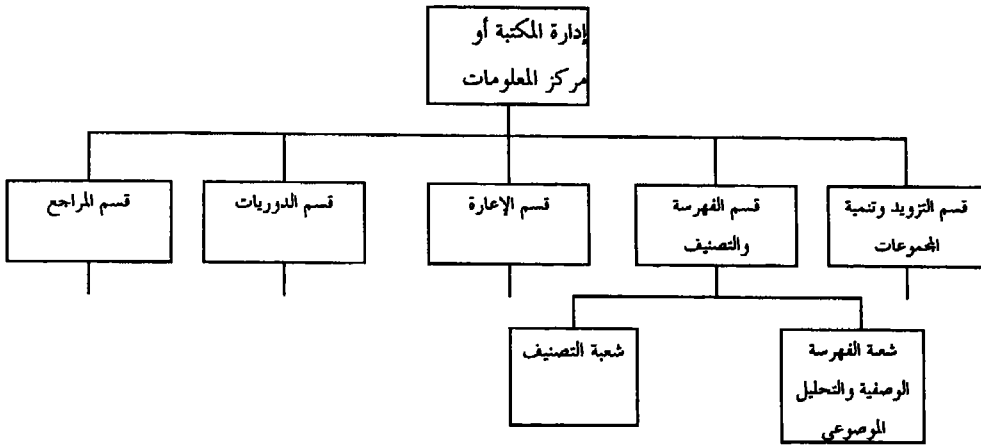 إدارة المكتبة أو
مركز المعلومات
قسم التزويد وتنمية
المجموعات
قسم الفهرسة
والتصنيف
قسم الإعارة
قسم الدوريات
قسم المراجع
شعبة الفهرسة
الوصفية والتحليل
الموضوعي
شعبة التصنيف